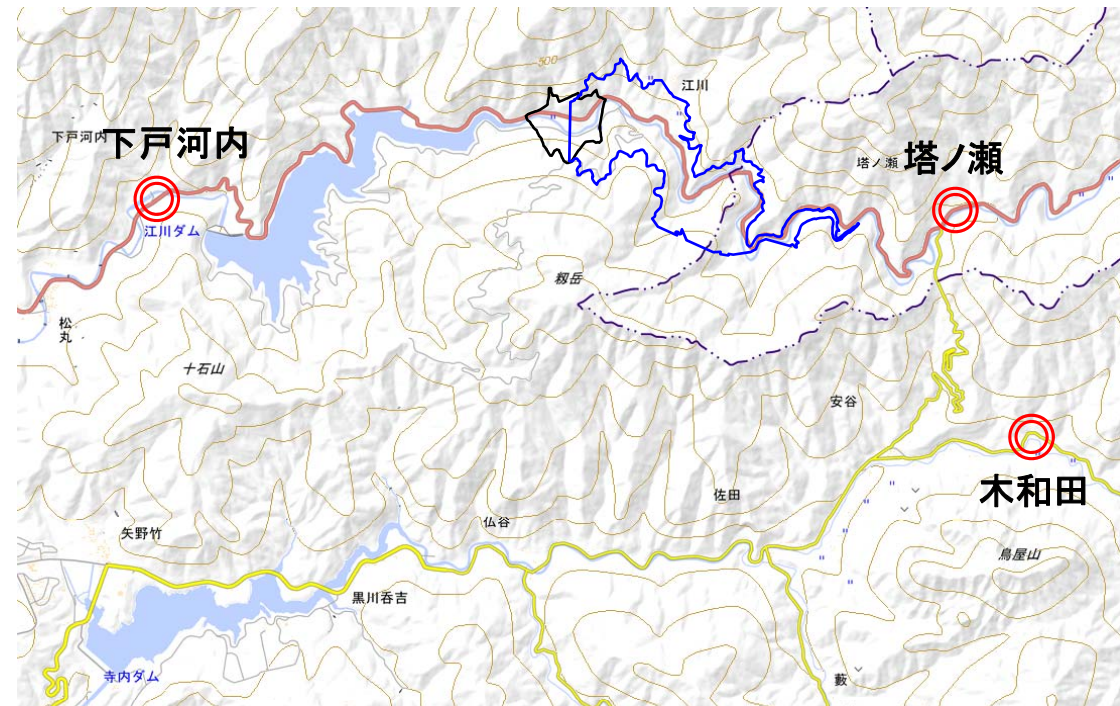 500
江川
下戸河内
下戸河内
塔ノ瀬
塔ノ瀬
江川ダム
籾岳
松丸
十石山
安谷
木和田
佐田
仏谷
矢野竹
鳥屋山
黒川呑吉
寺内ダム
藪